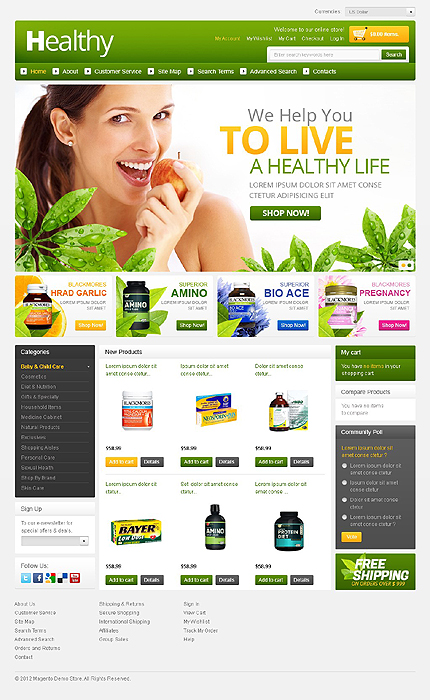 Currencies
US Dollar
Healthy
Welcome to our online store!
My Account My Wishlist My Cart Checkout Log In
Enter search keywords here
Search
Home
About
Customer Service
Site Map
Search Terms
Advanced Search
Contacts
We Help You
TO LIVE
A HEALTHY LIFE
LOREM IPSUM DOLOR SIT AMET CONSE
CTETUR ADIPISICING ELIT
SHOP NOW!
BLACKMORES
HRAD GARLIC
LOREM IPSUM DOLOR
SIT AMET
Shop Now!
SUPERIOR
AMINO
LOREM IPSUM DOLOR
SIT AMET
Shop Now!
SUPERIOR
BIO ACE
LOREM IPSUM DOLOR
SIT AMET
Shop Now!
BLACKMORES
PREGNANCY
LOREM IPSUM DOLOR
SIT AMET
Shop Now!
Categories
Baby & Child Care
Cosmetics
Diet & Nutrition
Gifts & Specialty
Household Items
Medicine Cabinet
Natural Products
Exclusives
Shopping Aisles
Personal Care
Sexual Health
Shop By Brand
Skin Care
Sign Up
To our newsletter for
special offers & deals.
Follow Us:
New Products
Lorem ipsum dolor sit
amet conse ctetur...
$58.99
Add to cart
Details
Ipsum dolor sit amet
conse ctetur...
$58.99
Add to cart
Details
Dolor sit amet conse
ctetur ...
$58.99
Add to cart
Details
Lorem ipsum dolor
sitamet...
BAYER
$58.99
Add to cart
Details
Set dolor sit amet
conse ctetur ...
AMINO
$58.99
Add to cart
Details
Lorem ipsum dolor
sit amet conse ...
PROTEIN
DIET
$58.99
Add to cart
Details
My cart
You have no items in your
shopping cart
Compare Products
You have no items
to compare
Community Poll
Lorem ipsum dolor sit
amet conse ctetur ?
Lorem ipsum dolor sit
Ipsum dolor sit amet
conse ctetur
Dolor sit amet conse
ctetur
Lorem ipsum dolor sit
amet conse ctetur ?
Vote
FREE
SHIPPING
ON ORDERS OVER $ 999
About Us
Customer Service
Site Map
Search Terms
Advanced Search
Orders and Returns
Contact
Shipping & Returns
Secure Shopping
International Shipping
Affiliates
Group Sales
Sign In
View Cart
My Wishlist
Track My Order
Help
© 2012 Magento Demo Store. All Rights Reserved.